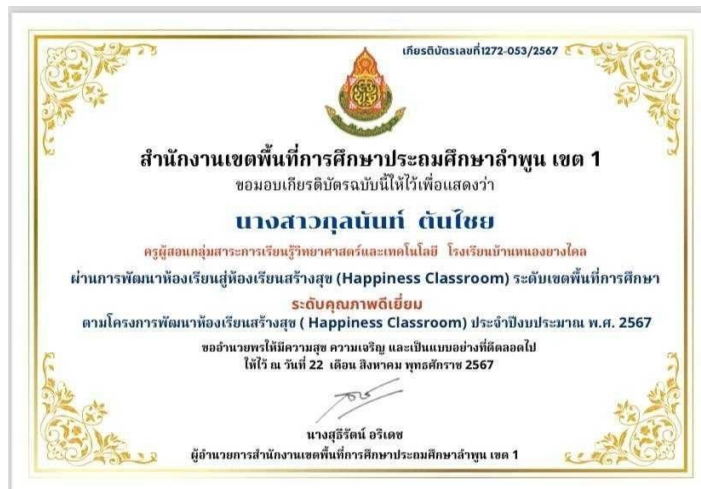 เกียรติบัตรเลขที่1272-053/2567
สำนักงานเขตพื้นที่การศึกษาประถมศึกษาลำพูน เขต 1
ขอมอบเกียรติบัตรฉบับนี้ให้ไว้เพื่อแสดงว่า
นางสาวกุลนันท์ ตันไชย
ครูผู้สอนกลุ่มสาระการเรียนรู้วิทยาศาสตร์และเทคโนโลยี โรงเรียนบ้านหนองยางไคล
ผ่านการพัฒนาห้องเรียนสู่ห้องเรียนสร้างสุข (Happiness Classroom) ระดับเขตพื้นที่การศึกษา
ระดับคุณภาพดีเยี่ยม
ตามโครงการพัฒนาห้องเรียนสร้างสุข ( Happiness Classroom) ประจำปีงบประมาณ พ.ศ. 2567
ขออำนวยพรให้มีความสุข ความเจริญ และเป็นแบบอย่างที่ดีตลอดไป
ให้ไว้ ณ วันที่ 22 เดือน สิงหาคม พุทธศักราช 2567
นางสุธีรัตน์ อริเดช
ผู้อำนวยการสำนักงานเขตพื้นที่การศึกษาประถมศึกษาลำพูน เขต 1